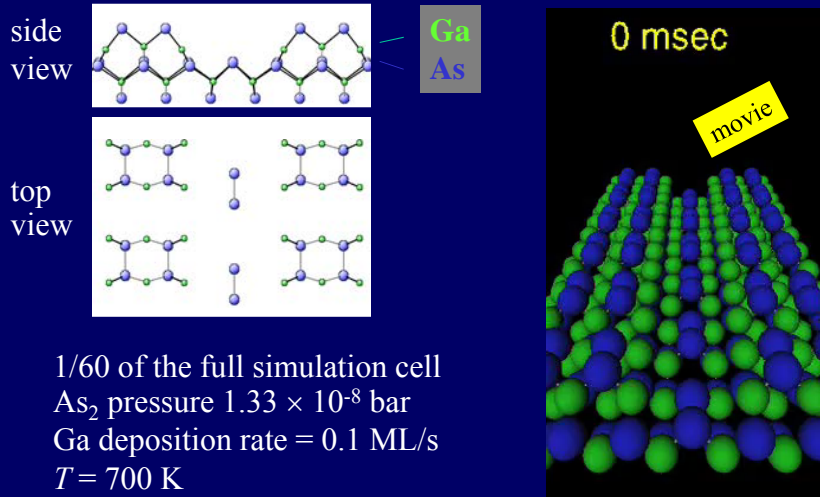 side
view
Ga
As
top
view
1/60 of the full simulation cell
As₂ pressure 1.33 × 10⁻⁸ bar
Ga deposition rate = 0.1 ML/s
T = 700 K
0 msec
movie